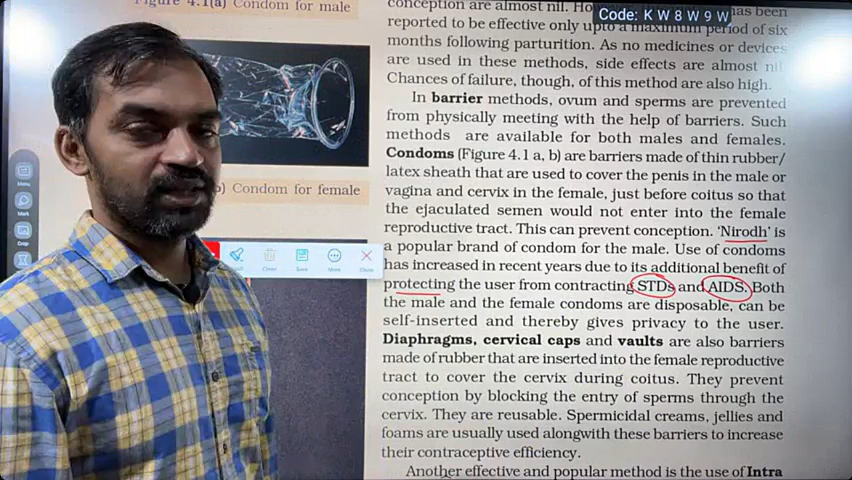 Figure 4.1(a) Condom for male
) Condom for female
Menu
Mark
Crop
Clear
Save
More
Close
conception are almost nil.
Code: K W 8 W 9 W
has been
reported to be effective only upto a maximum period of six
months following parturition. As no medicines or devices
are used in these methods, side effects are almost nil.
Chances of failure, though, of this method are also high.
In barrier methods, ovum and sperms are prevented
from physically meeting with the help of barriers. Such
methods are available for both males and females.
Condoms (Figure 4.1 a, b) are barriers made of thin rubber/
latex sheath that are used to cover the penis in the male or
vagina and cervix in the female, just before coitus so that
the ejaculated semen would not enter into the female
reproductive tract. This can prevent conception. ‘Nirodh’ is
a popular brand of condom for the male. Use of condoms
has increased in recent years due to its additional benefit of
protecting the user from contracting STDs and AIDS. Both
the male and the female condoms are disposable, can be
self-inserted and thereby gives privacy to the user.
Diaphragms, cervical caps and vaults are also barriers
made of rubber that are inserted into the female reproductive
tract to cover the cervix during coitus. They prevent
conception by blocking the entry of sperms through the
cervix. They are reusable. Spermicidal creams, jellies and
foams are usually used alongwith these barriers to increase
their contraceptive efficiency.
Another effective and popular method is the use of Intra